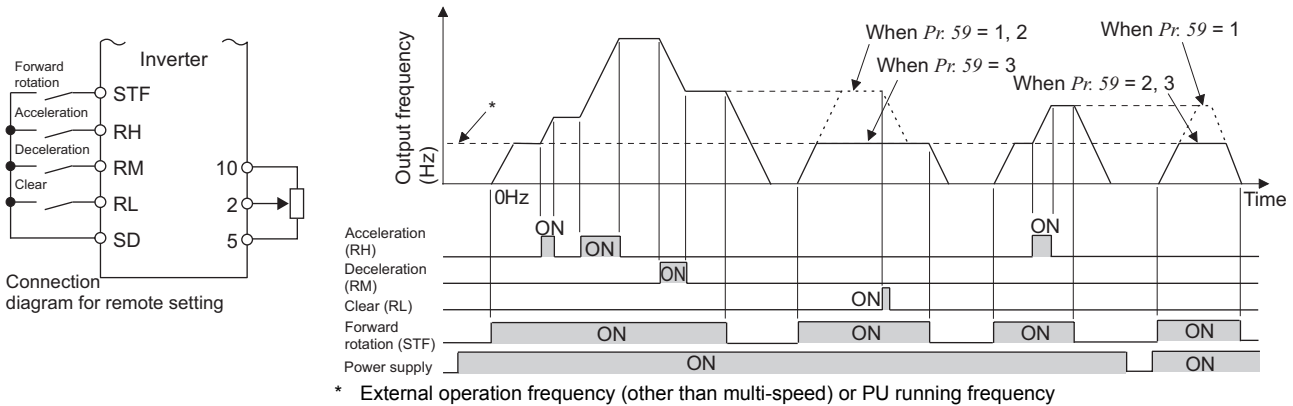 Inverter
Forward
rotation
STF
Acceleration
RH
Deceleration
RM
10
Clear
RL
2
SD
5
Connection
diagram for remote setting
Output frequency
(Hz)
*
When Pr. 59 = 1, 2
When Pr. 59 = 3
When Pr. 59 = 1
When Pr. 59 = 2, 3
0Hz
Time
Acceleration
(RH)
ON
ON
ON
Deceleration
(RM)
ON
Clear (RL)
ON
Forward
rotation (STF)
ON
ON
ON
ON
Power supply
ON
ON
* External operation frequency (other than multi-speed) or PU running frequency